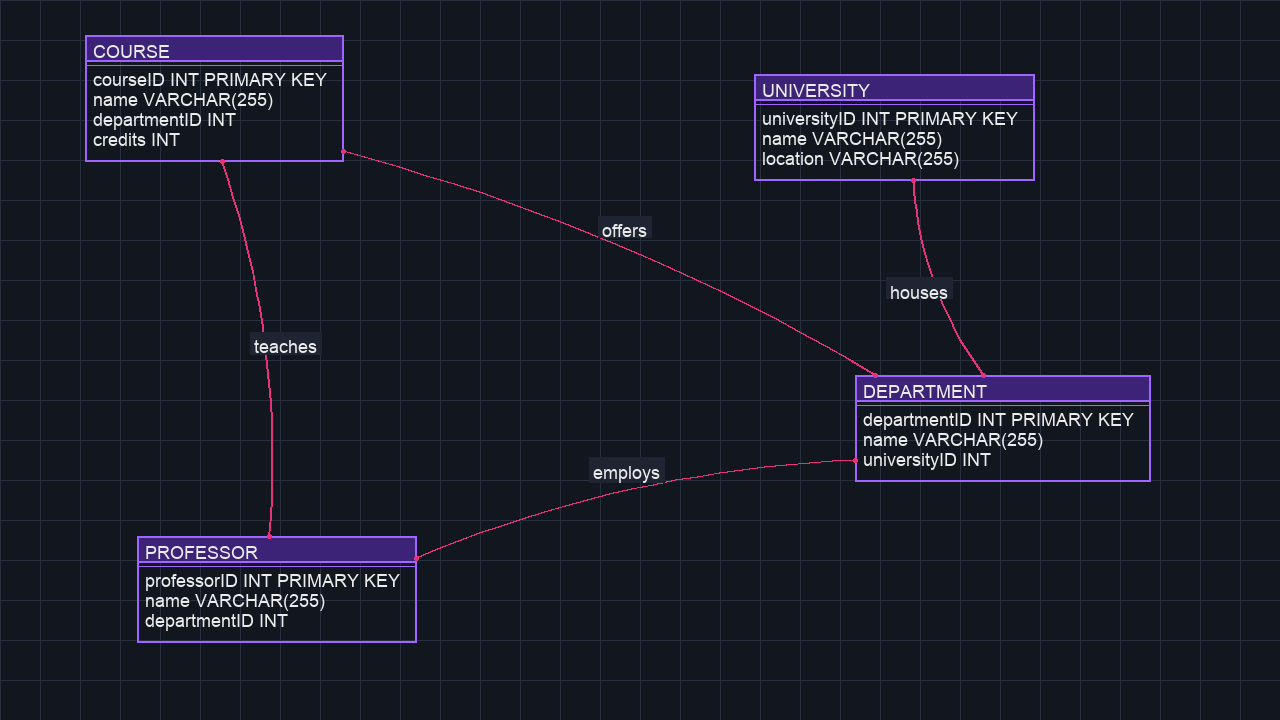 COURSE
courseID INT PRIMARY KEY
name VARCHAR(255)
departmentID INT
credits INT
UNIVERSITY
universityID INT PRIMARY KEY
name VARCHAR(255)
location VARCHAR(255)
offers
houses
teaches
DEPARTMENT
departmentID INT PRIMARY KEY
name VARCHAR(255)
universityID INT
employs
PROFESSOR
professorID INT PRIMARY KEY
name VARCHAR(255)
departmentID INT